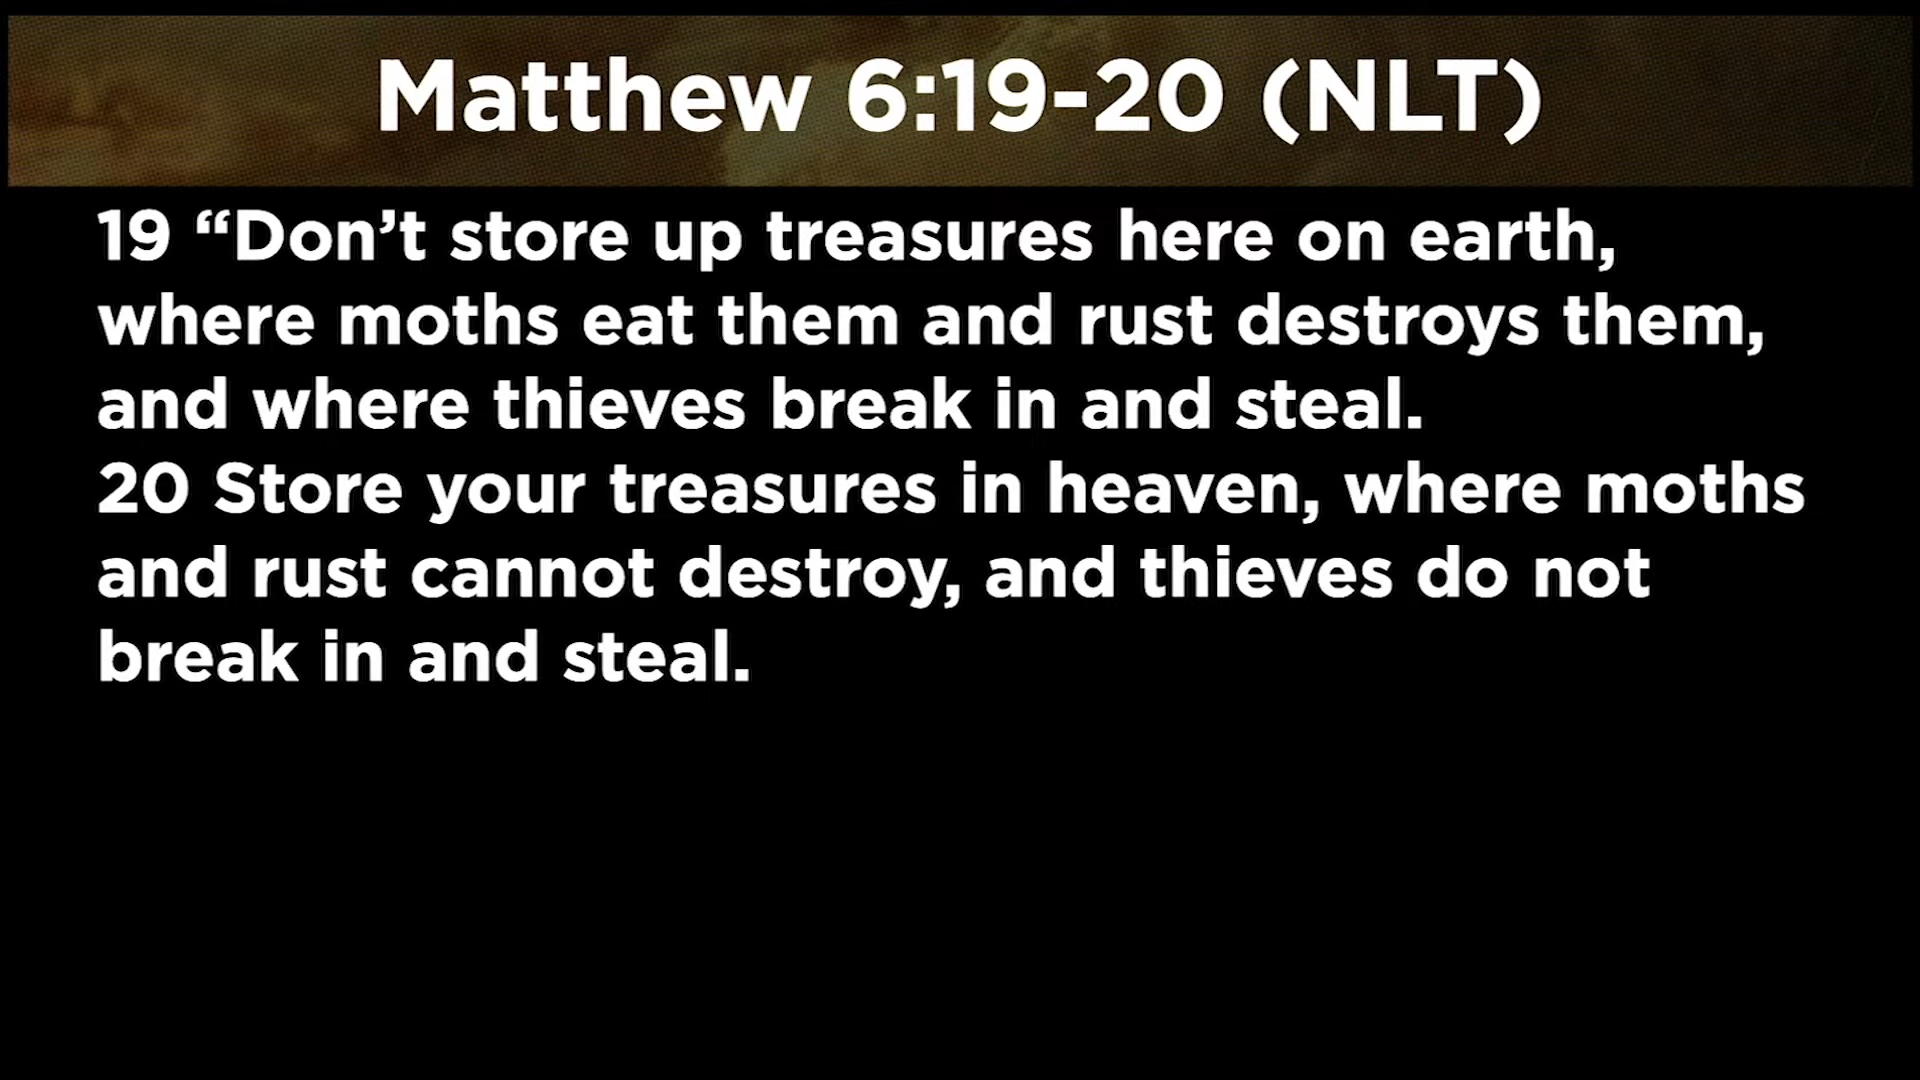 Matthew 6:19-20 (NLT)
19 “Don’t store up treasures here on earth,
where moths eat them and rust destroys them,
and where thieves break in and steal.
20 Store your treasures in heaven, where moths
and rust cannot destroy, and thieves do not
break in and steal.